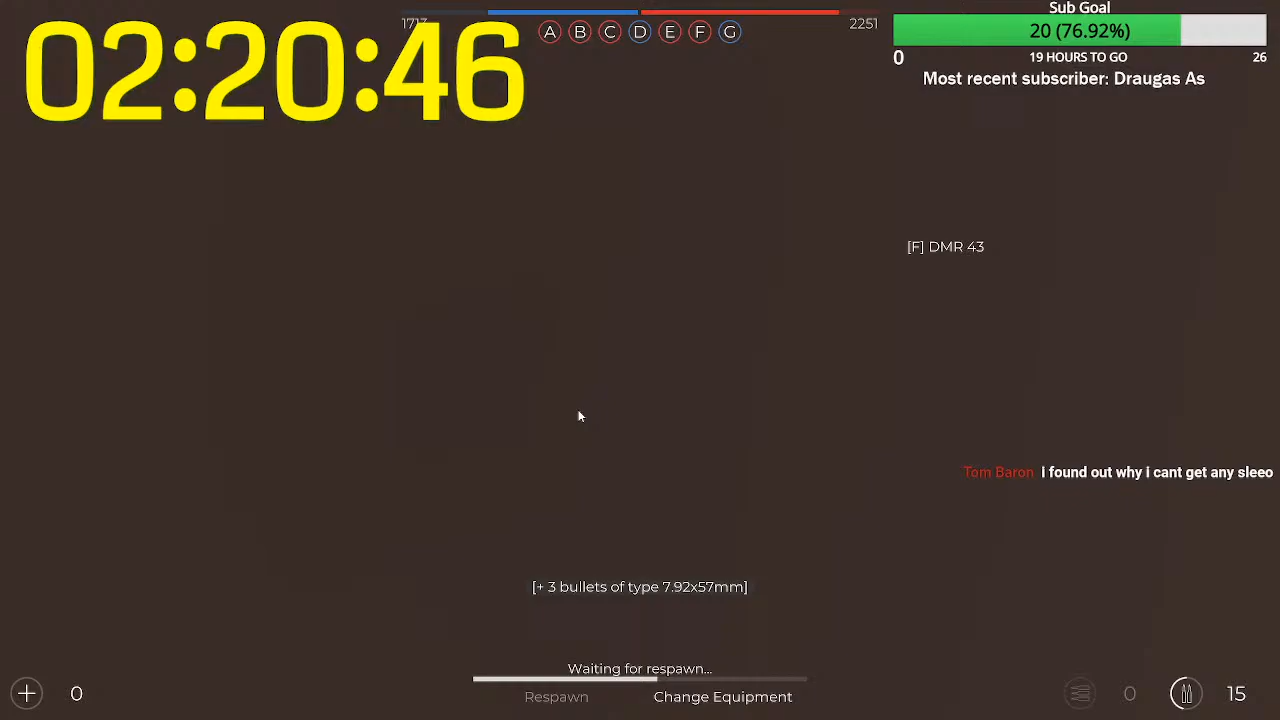 Sub Goal
1713
2251
20 (76.92%)
A B C D E F G
02:20:46
0
19 HOURS TO GO
26
Most recent subscriber: Draugas As
[F] DMR 43
Tom Baron i found out why i cant get any sleeo
[+ 3 bullets of type 7.92x57mm]
Waiting for respawn...
Respawn
Change Equipment
0
0
15